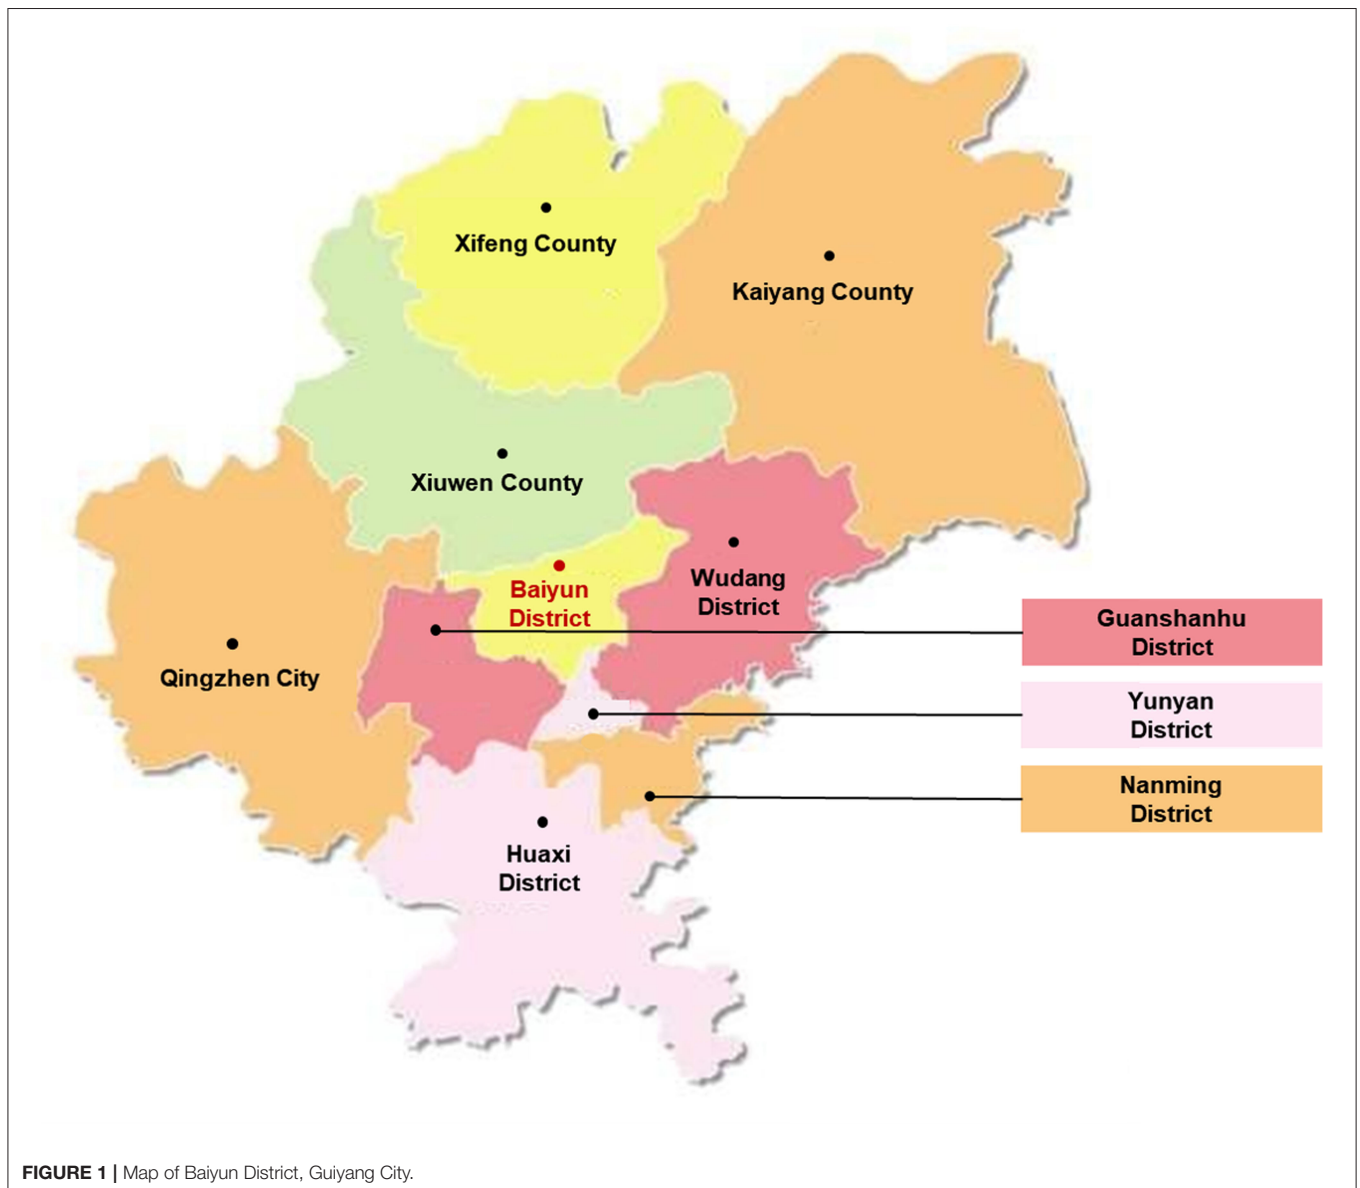 Xifeng County
Kaiyang County
Xiuwen County
Baiyun
District
Wudang
District
Guanshanhu
District
Qingzhen City
Yunyan
District
Nanming
District
Huaxi
District
FIGURE 1 | Map of Baiyun District, Guiyang City.